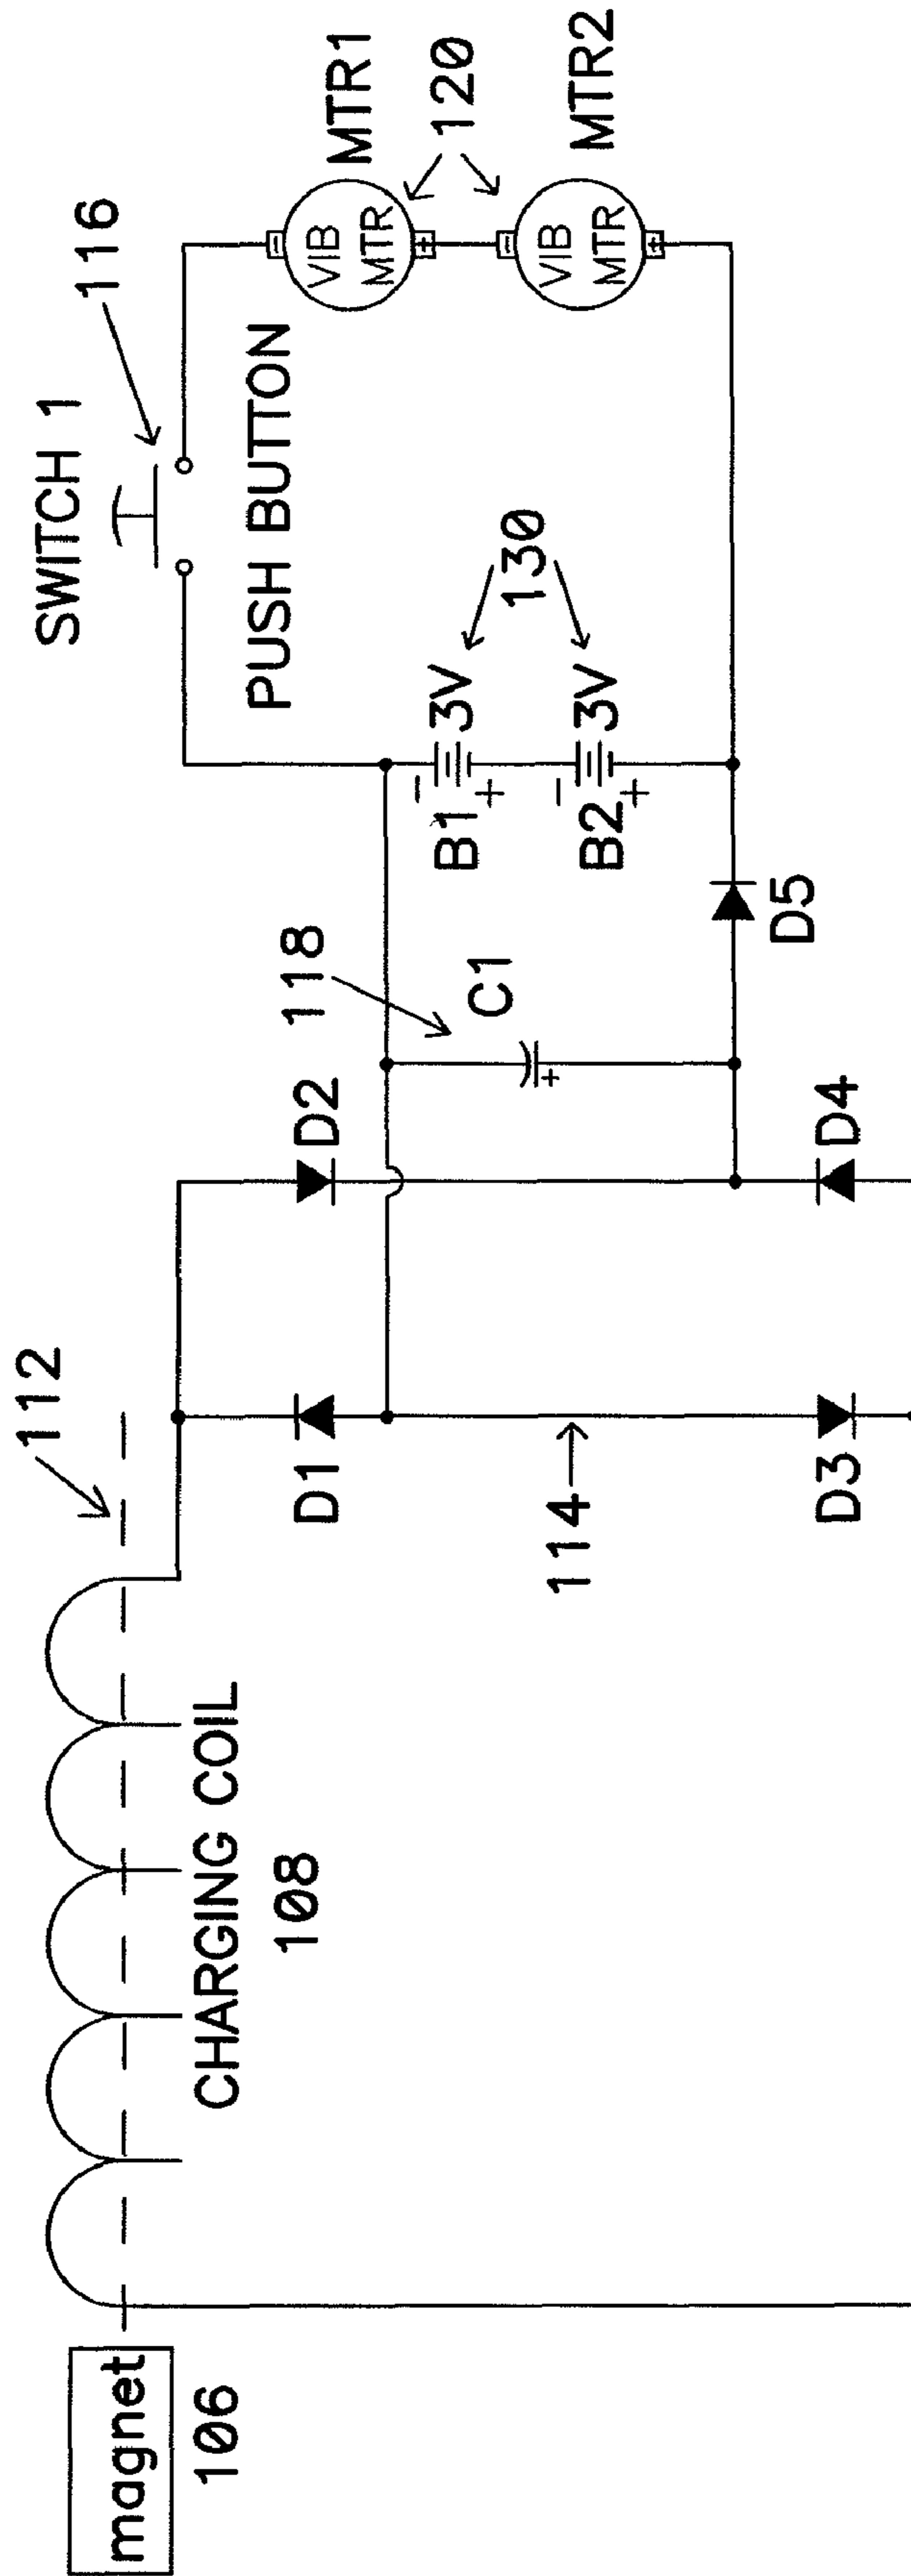 magnet
106
CHARGING COIL
108
112
D1
D2
114
D3
D4
118
C1
D5
SWITCH 1
116
PUSH BUTTON
-
B1
3V
+
-
B2
3V
+
130
-
VIB
MTR
+
MTR1
120
-
VIB
MTR
+
MTR2
+